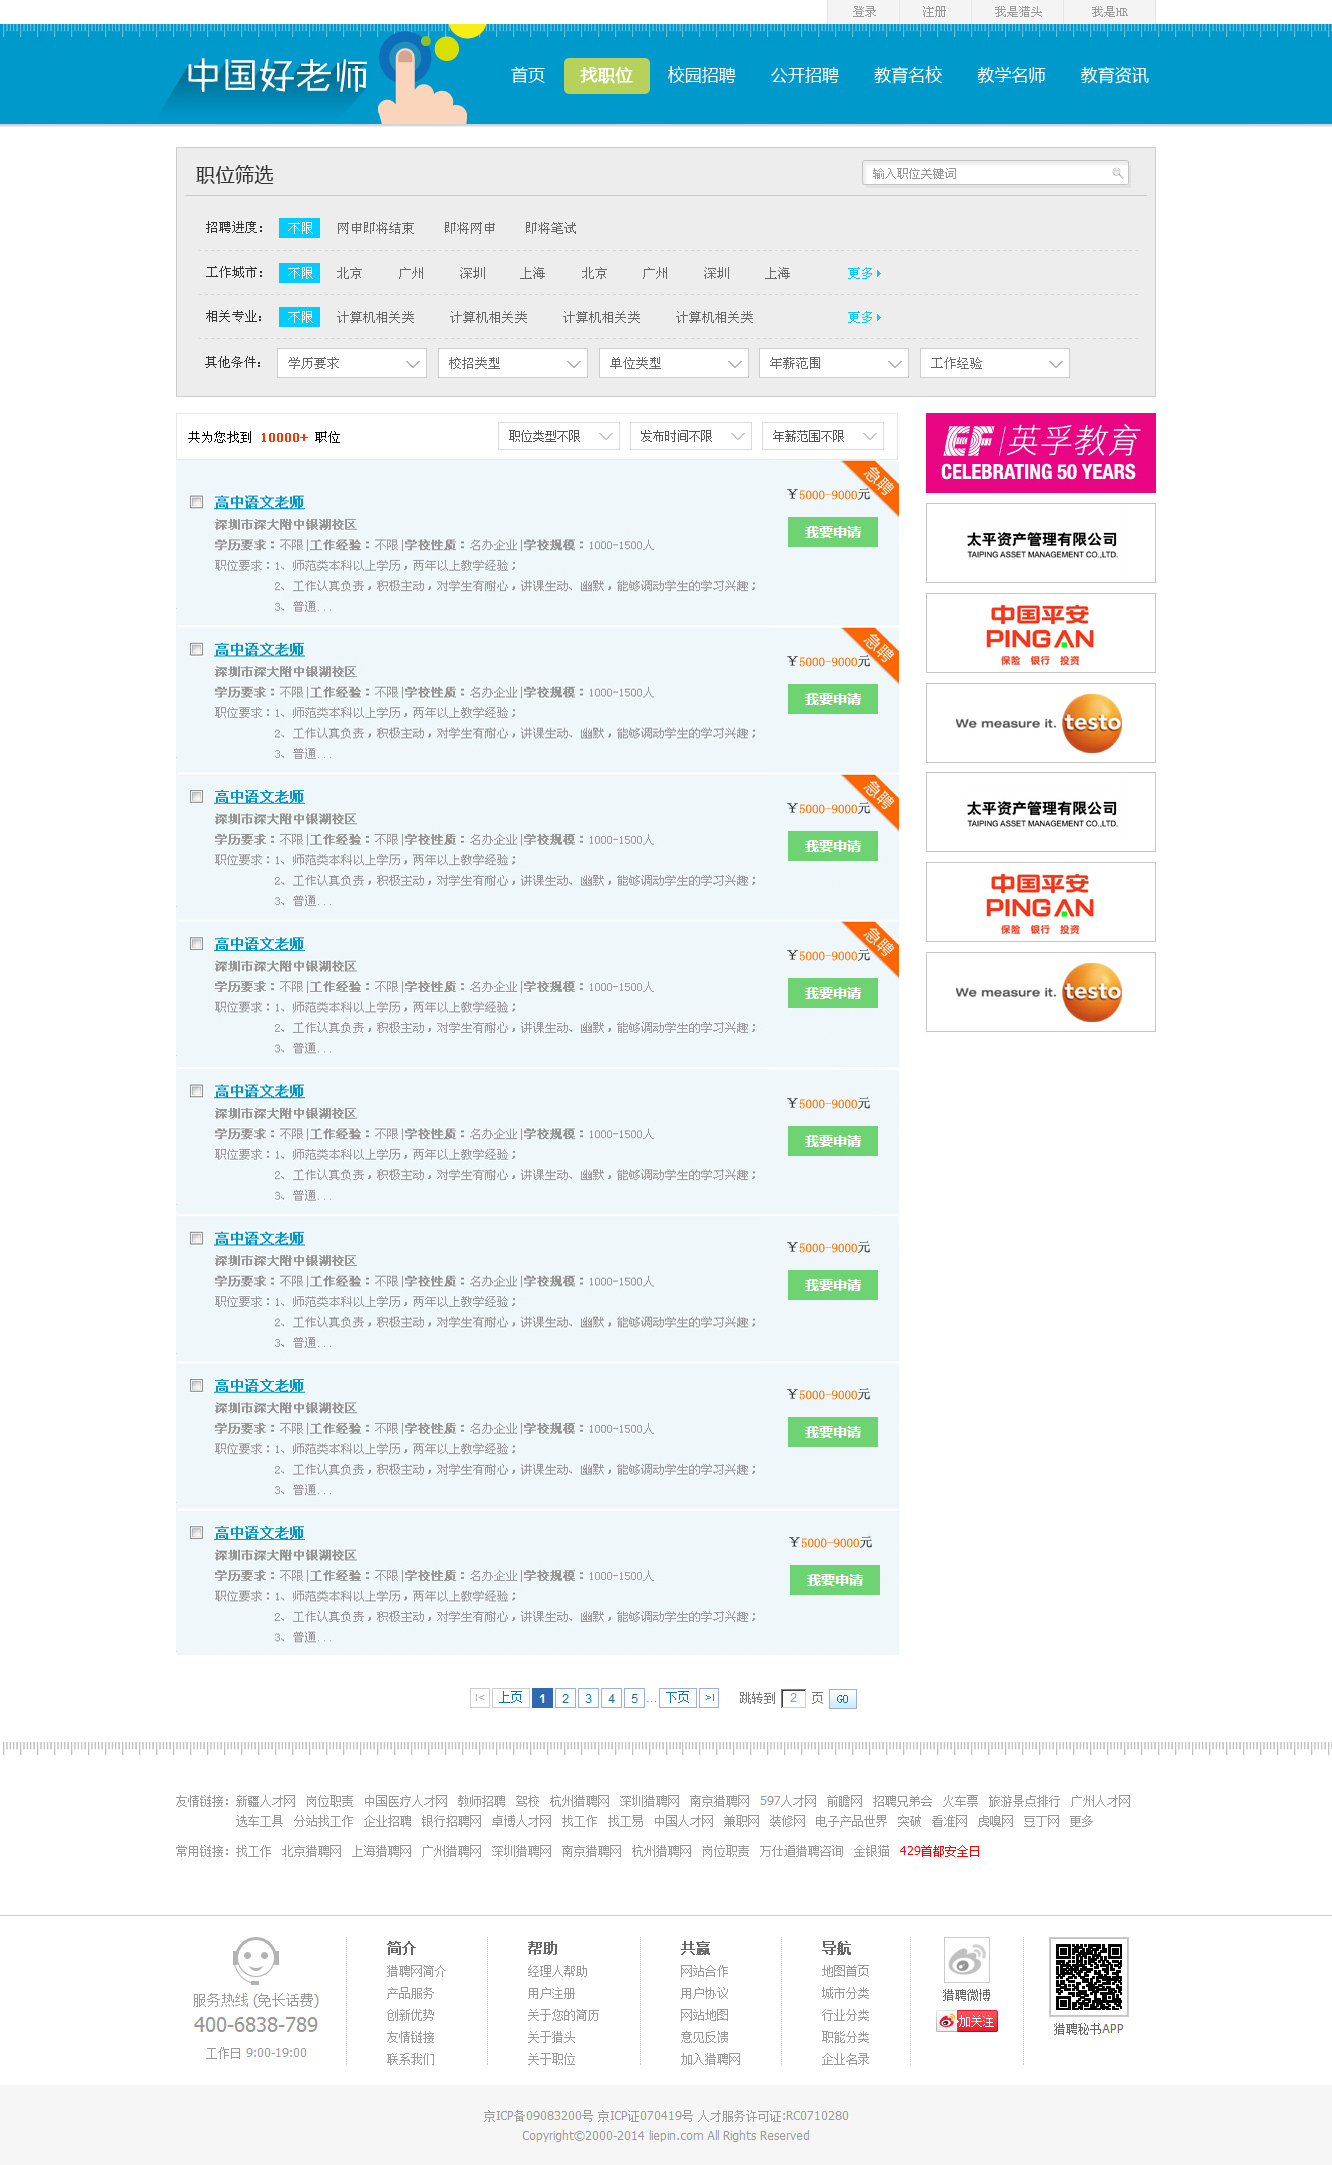 登录 注册 我是猎头 我是HR
中国好老师 首页 找职位 校园招聘 公开招聘 教育名校 教学名师 教育资讯
职位筛选 输入职位关键词
招聘进度： 不限 网申即将结束 即将网申 即将笔试
工作城市： 不限 北京 广州 深圳 上海 北京 广州 深圳 上海 更多
相关专业： 不限 计算机相关类 计算机相关类 计算机相关类 计算机相关类 更多
其他条件： 学历要求 校招类型 单位类型 年薪范围 工作经验
共为您找到 10000+ 职位 职位类型不限 发布时间不限 年薪范围不限
急聘
高中语文老师 ￥5000-9000元
深圳市深大附中银湖校区
我要申请
学历要求：不限|工作经验：不限|学校性质：名办企业|学校规模：1000-1500人
职位要求：1、师范类本科以上学历，两年以上教学经验；
2、工作认真负责，积极主动，对学生有耐心，讲课生动、幽默，能够调动学生的学习兴趣；
3、普通...
急聘
高中语文老师 ￥5000-9000元
深圳市深大附中银湖校区
我要申请
学历要求：不限|工作经验：不限|学校性质：名办企业|学校规模：1000-1500人
职位要求：1、师范类本科以上学历，两年以上教学经验；
2、工作认真负责，积极主动，对学生有耐心，讲课生动、幽默，能够调动学生的学习兴趣；
3、普通...
急聘
高中语文老师 ￥5000-9000元
深圳市深大附中银湖校区
我要申请
学历要求：不限|工作经验：不限|学校性质：名办企业|学校规模：1000-1500人
职位要求：1、师范类本科以上学历，两年以上教学经验；
2、工作认真负责，积极主动，对学生有耐心，讲课生动、幽默，能够调动学生的学习兴趣；
3、普通...
急聘
高中语文老师 ￥5000-9000元
深圳市深大附中银湖校区
我要申请
学历要求：不限|工作经验：不限|学校性质：名办企业|学校规模：1000-1500人
职位要求：1、师范类本科以上学历，两年以上教学经验；
2、工作认真负责，积极主动，对学生有耐心，讲课生动、幽默，能够调动学生的学习兴趣；
3、普通...
高中语文老师 ￥5000-9000元
深圳市深大附中银湖校区
我要申请
学历要求：不限|工作经验：不限|学校性质：名办企业|学校规模：1000-1500人
职位要求：1、师范类本科以上学历，两年以上教学经验；
2、工作认真负责，积极主动，对学生有耐心，讲课生动、幽默，能够调动学生的学习兴趣；
3、普通...
高中语文老师 ￥5000-9000元
深圳市深大附中银湖校区
我要申请
学历要求：不限|工作经验：不限|学校性质：名办企业|学校规模：1000-1500人
职位要求：1、师范类本科以上学历，两年以上教学经验；
2、工作认真负责，积极主动，对学生有耐心，讲课生动、幽默，能够调动学生的学习兴趣；
3、普通...
高中语文老师 ￥5000-9000元
深圳市深大附中银湖校区
我要申请
学历要求：不限|工作经验：不限|学校性质：名办企业|学校规模：1000-1500人
职位要求：1、师范类本科以上学历，两年以上教学经验；
2、工作认真负责，积极主动，对学生有耐心，讲课生动、幽默，能够调动学生的学习兴趣；
3、普通...
高中语文老师 ￥5000-9000元
深圳市深大附中银湖校区
我要申请
学历要求：不限|工作经验：不限|学校性质：名办企业|学校规模：1000-1500人
职位要求：1、师范类本科以上学历，两年以上教学经验；
2、工作认真负责，积极主动，对学生有耐心，讲课生动、幽默，能够调动学生的学习兴趣；
3、普通...
EF 英孚教育
CELEBRATING 50 YEARS
太平资产管理有限公司
TAIPING ASSET MANAGEMENT CO.,LTD.
中国平安
PING AN
保险 银行 投资
We measure it. testo
太平资产管理有限公司
TAIPING ASSET MANAGEMENT CO.,LTD.
中国平安
PING AN
保险 银行 投资
We measure it. testo
|< 上页 1 2 3 4 5 ... 下页 >| 跳转到 2 页 GO
友情链接：新疆人才网 岗位职责 中国医疗人才网 教师招聘 驾校 杭州猎聘网 深圳猎聘网 南京猎聘网 597人才网 前瞻网 招聘兄弟会 火车票 旅游景点排行 广州人才网
选车工具 分站找工作 企业招聘 银行招聘网 卓博人才网 找工作 找工易 中国人才网 兼职网 装修网 电子产品世界 突破 看准网 虎嗅网 豆丁网 更多
常用链接：找工作 北京猎聘网 上海猎聘网 广州猎聘网 深圳猎聘网 南京猎聘网 杭州猎聘网 岗位职责 万仕道猎聘咨询 金银猫 429首都安全日
服务热线 (免长话费)
400-6838-789
工作日 9:00-19:00
简介
猎聘网简介
产品服务
创新优势
友情链接
联系我们
帮助
经理人帮助
用户注册
关于您的简历
关于猎头
关于职位
共赢
网站合作
用户协议
网站地图
意见反馈
加入猎聘网
导航
地图首页
城市分类
行业分类
职能分类
企业名录
猎聘微博
加关注
猎聘秘书APP
京ICP备09083200号 京ICP证070419号 人才服务许可证:RC0710280
Copyright©2000-2014 liepin.com All Rights Reserved